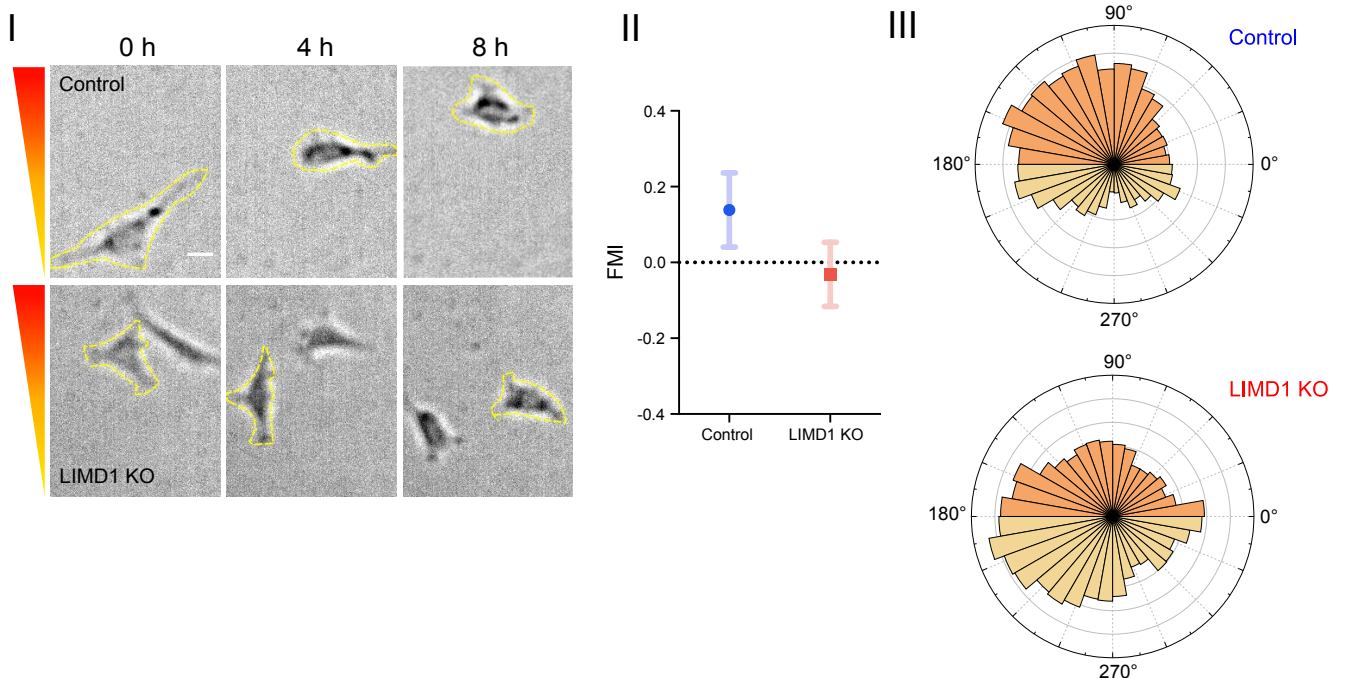 I
0 h
4 h
8 h
Control
LIMD1 KO
II
FMI
0.4
0.2
0.0
-0.2
-0.4
Control
LIMD1 KO
III
Control
90°
180°
0°
270°
LIMD1 KO
90°
180°
0°
270°